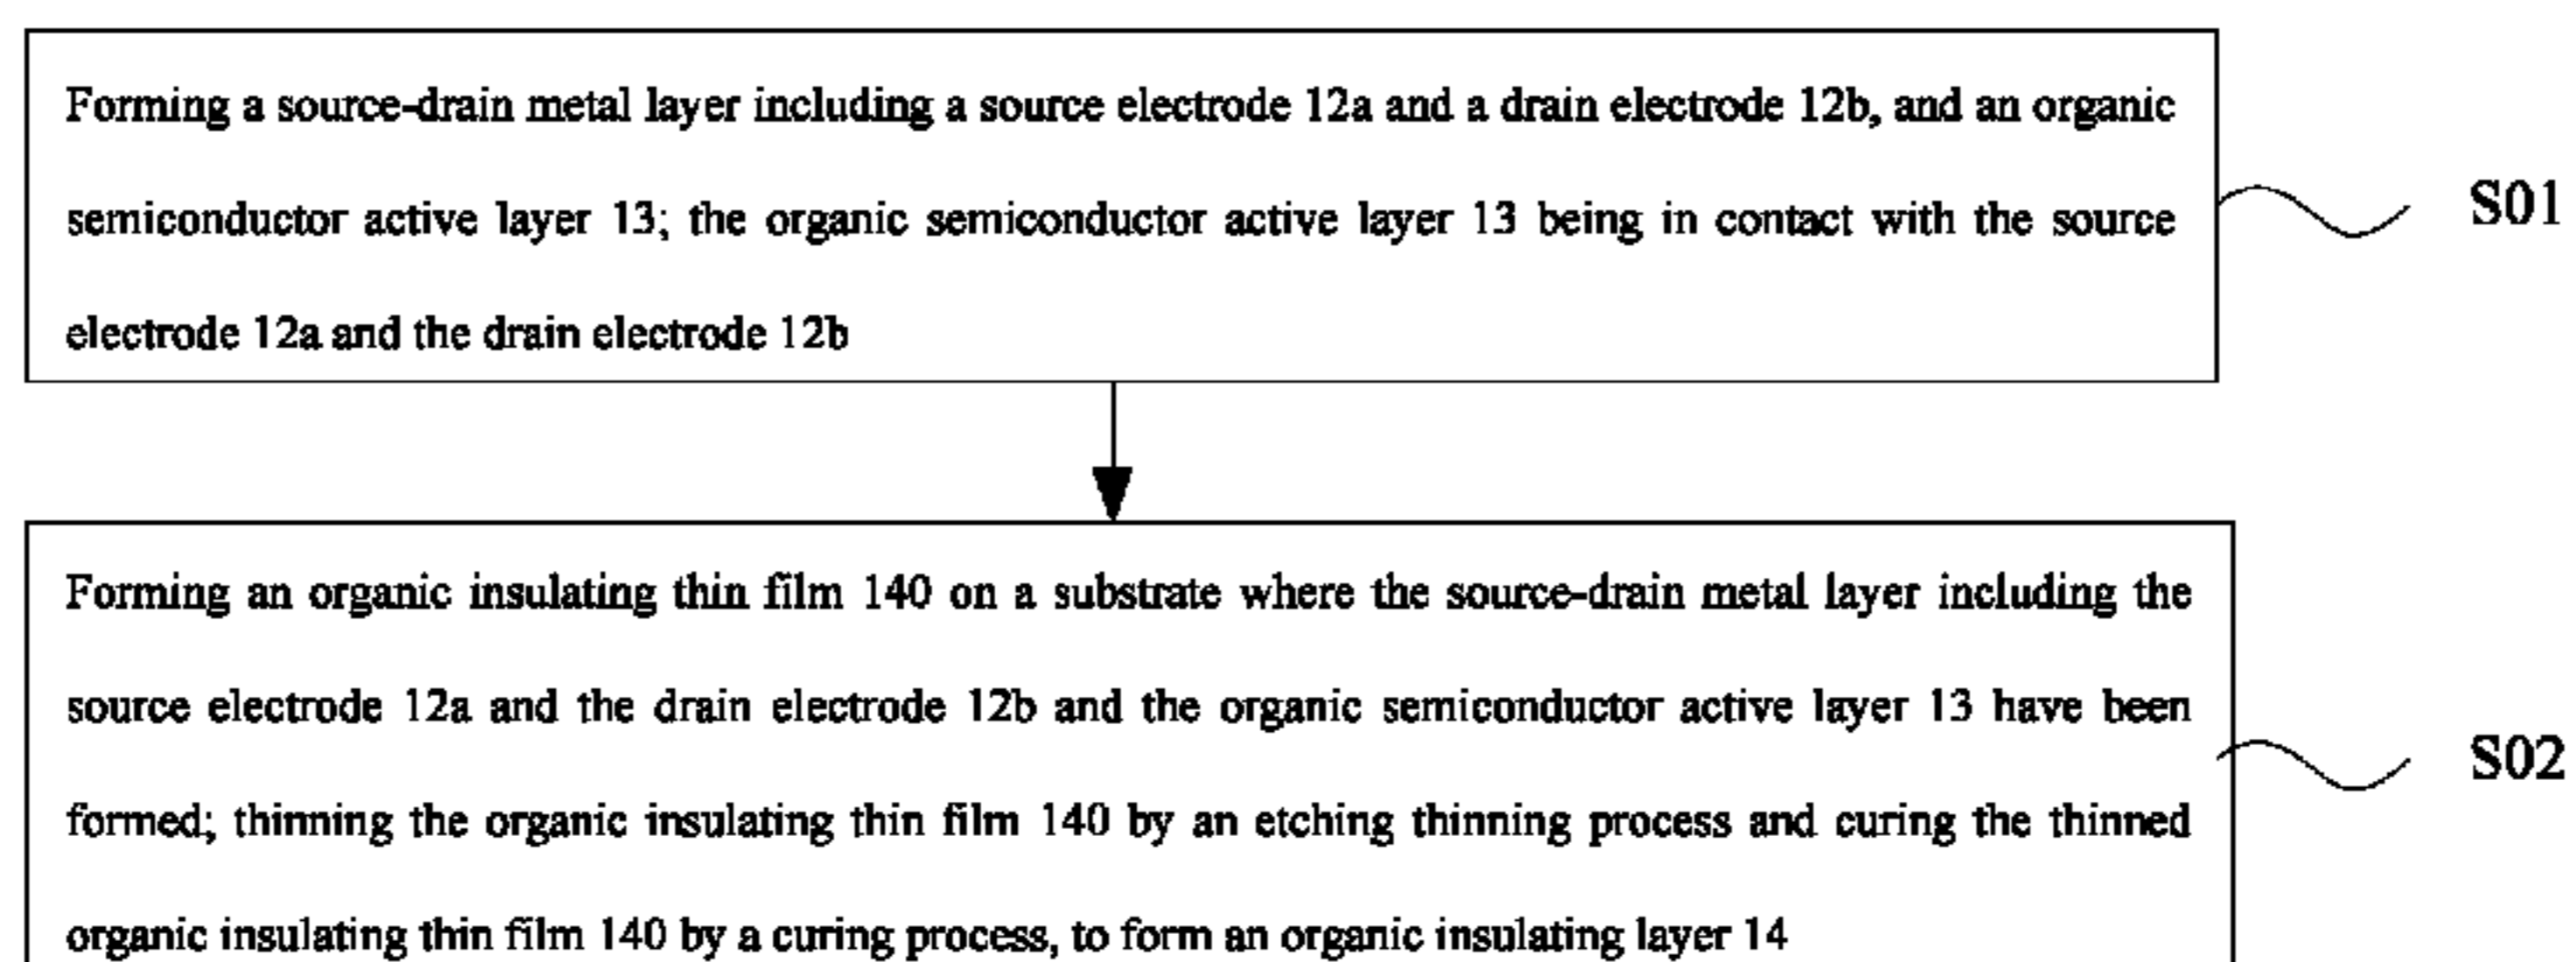 Forming a source-drain metal layer including a source electrode 12a and a drain electrode 12b, and an organic
semiconductor active layer 13; the organic semiconductor active layer 13 being in contact with the source
electrode 12a and the drain electrode 12b
S01
Forming an organic insulating thin film 140 on a substrate where the source-drain metal layer including the
source electrode 12a and the drain electrode 12b and the organic semiconductor active layer 13 have been
formed; thinning the organic insulating thin film 140 by an etching thinning process and curing the thinned
organic insulating thin film 140 by a curing process, to form an organic insulating layer 14
S02